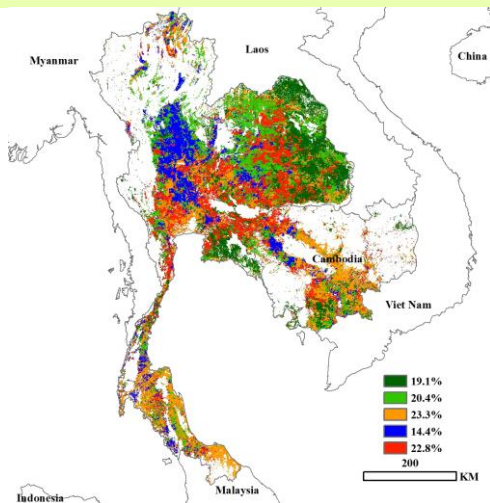 Laos
China
Myanmar
Cambodia
Viet Nam
19.1%
20.4%
23.3%
14.4%
22.8%
200
KM
Malaysia
Indonesia